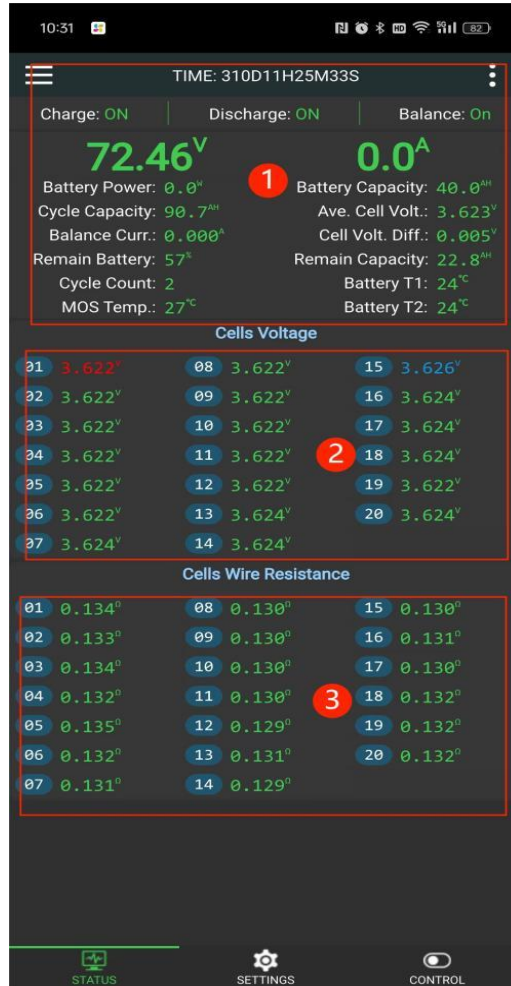 10:31 HD 5G 82
TIME: 310D11H25M33S
Charge: ON Discharge: ON Balance: On
72.46V 0.0A
1
Battery Power: 0.0W Battery Capacity: 40.0AH
Cycle Capacity: 90.7AH Ave. Cell Volt.: 3.623V
Balance Curr.: 0.000A Cell Volt. Diff.: 0.005V
Remain Battery: 57% Remain Capacity: 22.8AH
Cycle Count: 2 Battery T1: 24℃
MOS Temp.: 27℃ Battery T2: 24℃
Cells Voltage
01 3.622V 08 3.622V 15 3.626V
02 3.622V 09 3.622V 16 3.624V
03 3.622V 10 3.622V 17 3.624V
04 3.622V 11 3.622V 2 18 3.624V
05 3.622V 12 3.622V 19 3.622V
06 3.622V 13 3.624V 20 3.624V
07 3.624V 14 3.624V
Cells Wire Resistance
01 0.134Ω 08 0.130Ω 15 0.130Ω
02 0.133Ω 09 0.130Ω 16 0.131Ω
03 0.134Ω 10 0.130Ω 17 0.130Ω
04 0.132Ω 11 0.130Ω 3 18 0.132Ω
05 0.135Ω 12 0.129Ω 19 0.132Ω
06 0.132Ω 13 0.131Ω 20 0.132Ω
07 0.131Ω 14 0.129Ω
STATUS SETTINGS CONTROL